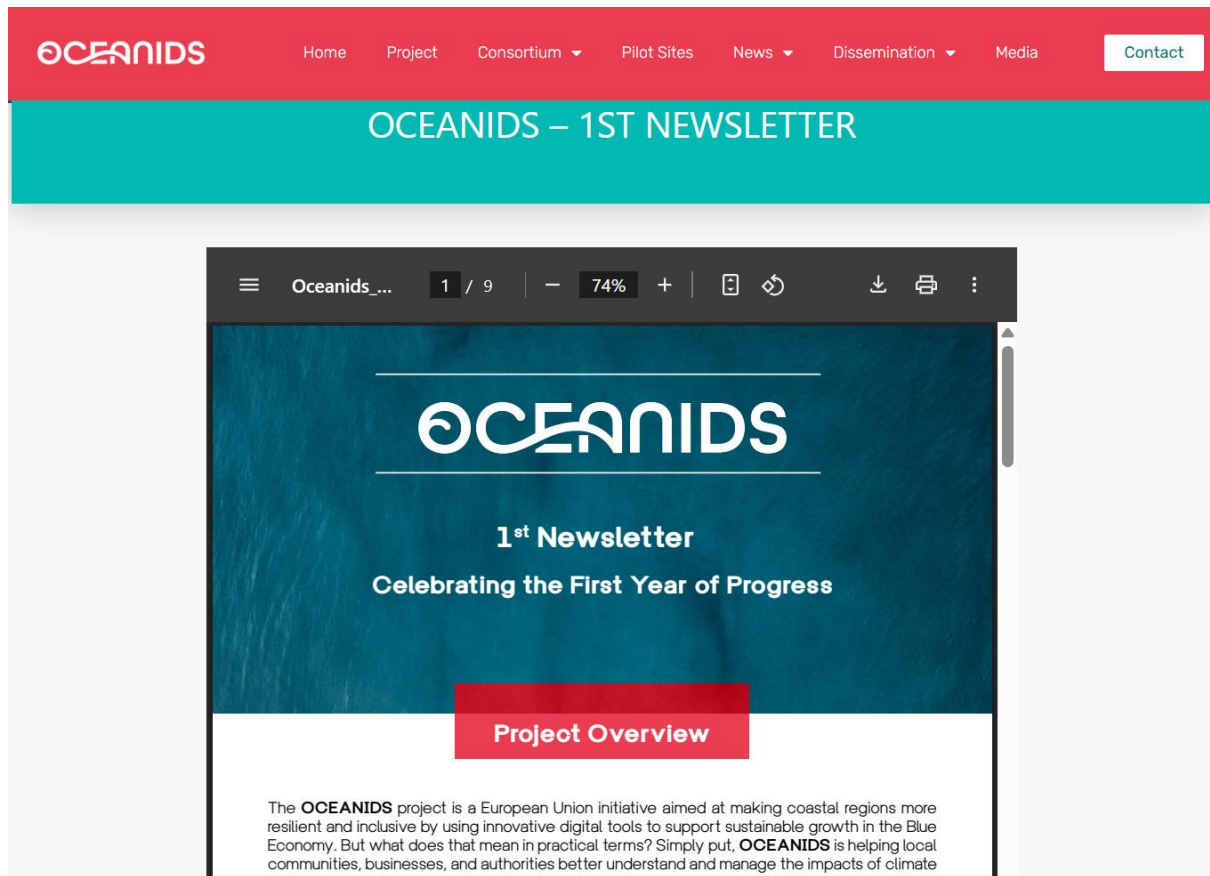 OCEANIDS Home Project Consortium Pilot Sites News Dissemination Media Contact
OCEANIDS – 1ST NEWSLETTER
Oceanids_... 1 / 9 − 74% +
OCEANIDS
1st Newsletter
Celebrating the First Year of Progress
Project Overview
The OCEANIDS project is a European Union initiative aimed at making coastal regions more
resilient and inclusive by using innovative digital tools to support sustainable growth in the Blue
Economy. But what does that mean in practical terms? Simply put, OCEANIDS is helping local
communities, businesses, and authorities better understand and manage the impacts of climate